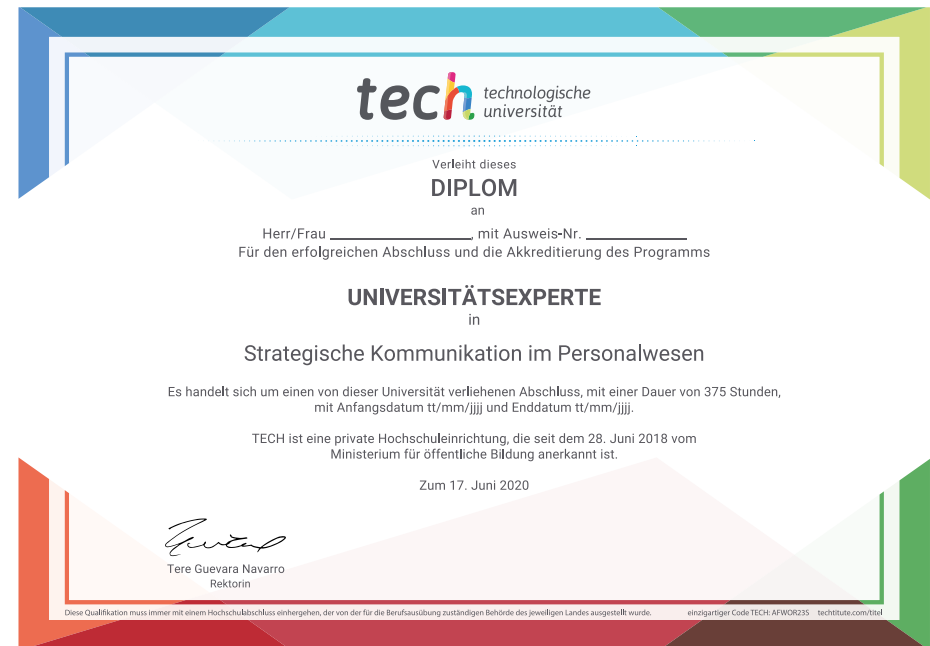 tech technologische
universität
Verleiht dieses
DIPLOM
an
Herr/Frau ____________________, mit Ausweis-Nr. ______________
Für den erfolgreichen Abschluss und die Akkreditierung des Programms
UNIVERSITÄTSEXPERTE
in
Strategische Kommunikation im Personalwesen
Es handelt sich um einen von dieser Universität verliehenen Abschluss, mit einer Dauer von 375 Stunden,
mit Anfangsdatum tt/mm/jjjj und Enddatum tt/mm/jjjj.
TECH ist eine private Hochschuleinrichtung, die seit dem 28. Juni 2018 vom
Ministerium für öffentliche Bildung anerkannt ist.
Zum 17. Juni 2020
Tere Guevara Navarro
Rektorin
Diese Qualifikation muss immer mit einem Hochschulabschluss einhergehen, der von der für die Berufsausübung zuständigen Behörde des jeweiligen Landes ausgestellt wurde. einzigartiger Code TECH: AFWOR23S techtitute.com/titel